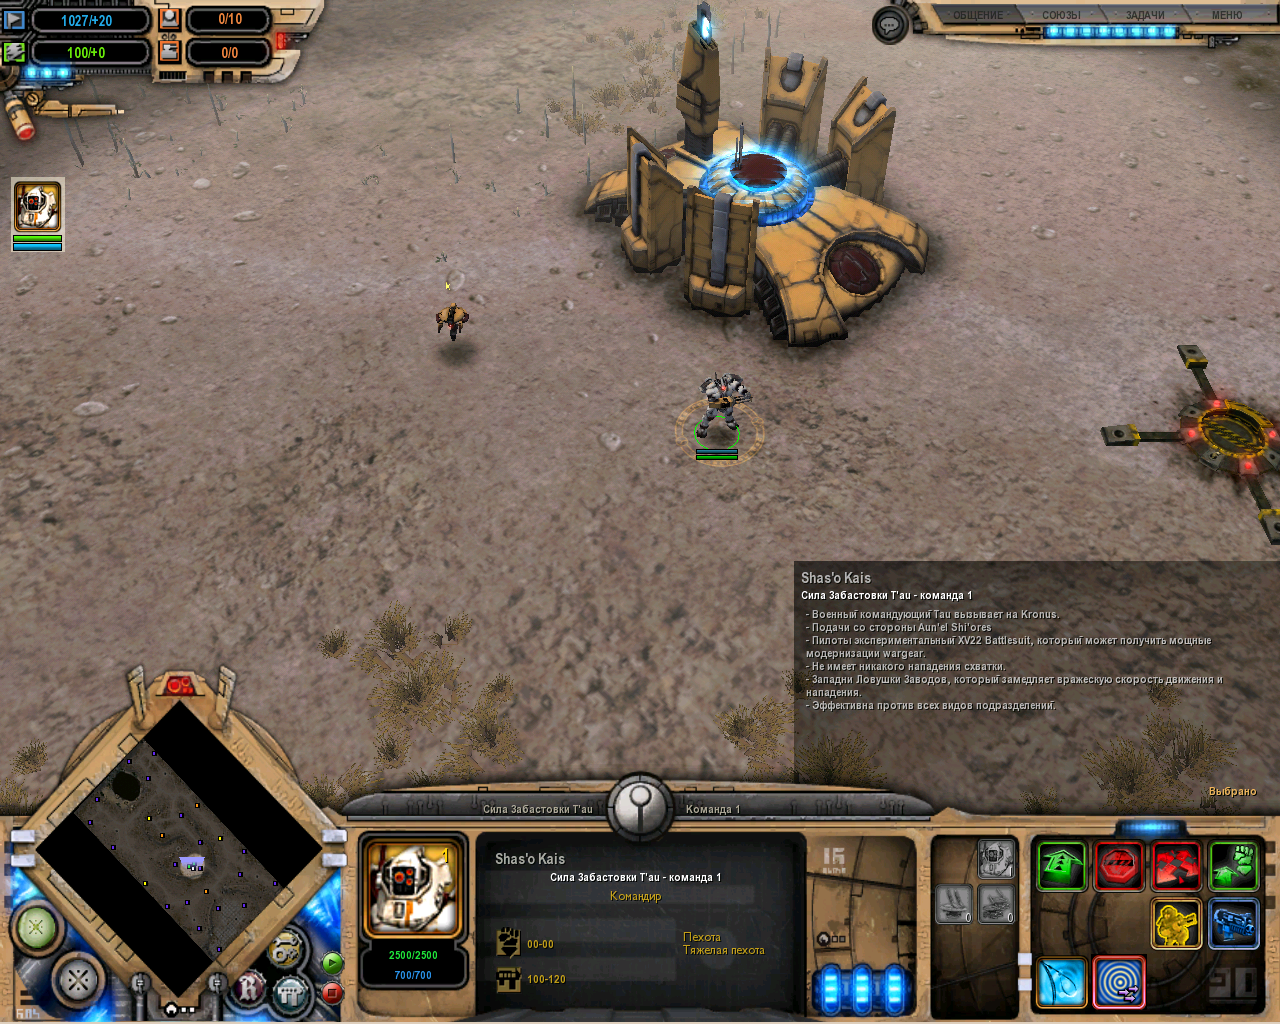 1027/+20
0/10
100/+0
0/0
ОБЩЕНИЕ
СОЮЗЫ
ЗАДАЧИ
МЕНЮ
Shas'o Kais
Сила Забастовки T'au - команда 1
- Военный командующий Tau вызывает на Kronus.
- Подачи со стороны Aun'el Shi'ores
- Пилоты экспериментальный XV22 Battlesuit, который может получить мощные
модернизации wargear.
- Не имеет никакого нападения схватки.
- Западни Ловушки Заводов, который замедляет вражескую скорость движения и
нападения.
- Эффективна против всех видов подразделений.
Выбрано
Сила Забастовки T'au
Команда 1
1
Shas'o Kais
Сила Забастовки T'au - команда 1
Командир
2500/2500
700/700
00-00
100-120
Пехота
Тяжелая пехота
1
0
0